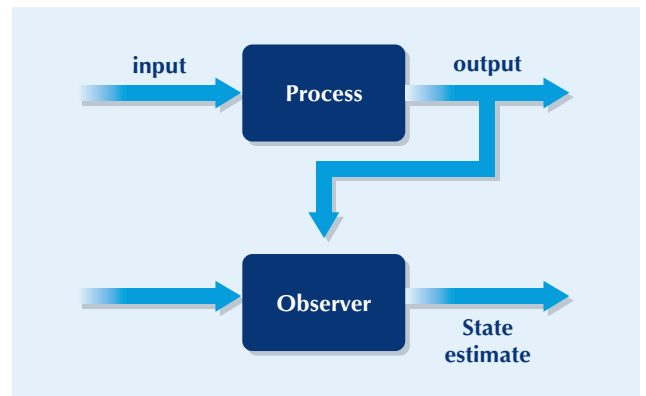 input
Process
output
Observer
State
estimate